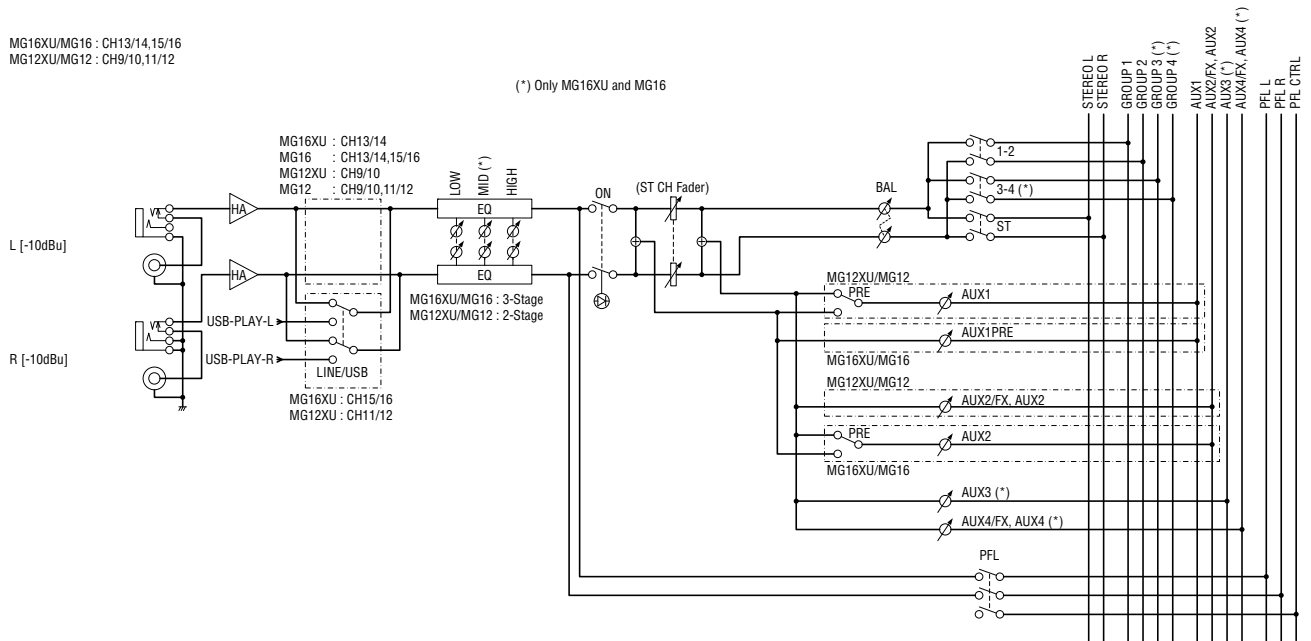 MG16XU/MG16 : CH13/14,15/16
MG12XU/MG12 : CH9/10,11/12
(*) Only MG16XU and MG16
STEREO L
STEREO R
GROUP 1
GROUP 2
GROUP 3 (*)
GROUP 4 (*)
AUX1
AUX2/FX, AUX2
AUX3 (*)
AUX4/FX, AUX4 (*)
PFL L
PFL R
PFL CTRL
MG16XU : CH13/14
MG16 : CH13/14,15/16
MG12XU : CH9/10
MG12 : CH9/10,11/12
LOW
MID (*)
HIGH
ON
(ST CH Fader)
BAL
1-2
3-4 (*)
ST
HA
EQ
L [-10dBu]
HA
EQ
MG16XU/MG16 : 3-Stage
MG12XU/MG12 : 2-Stage
MG12XU/MG12
PRE
AUX1
USB-PLAY-L
AUX1PRE
R [-10dBu]
USB-PLAY-R
LINE/USB
MG16XU/MG16
MG16XU : CH15/16
MG12XU : CH11/12
MG12XU/MG12
AUX2/FX, AUX2
PRE
AUX2
MG16XU/MG16
AUX3 (*)
AUX4/FX, AUX4 (*)
PFL